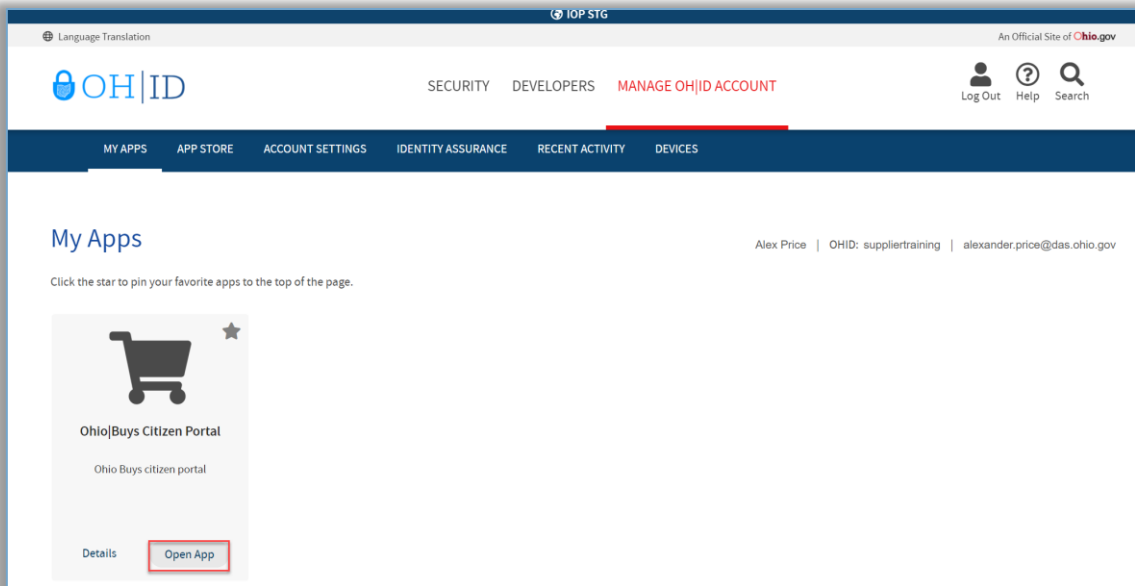 IOP STG
Language Translation
An Official Site of Ohio.gov
OH|ID
SECURITY DEVELOPERS MANAGE OH|ID ACCOUNT
Log Out Help Search
MY APPS APP STORE ACCOUNT SETTINGS IDENTITY ASSURANCE RECENT ACTIVITY DEVICES
My Apps
Alex Price | OHID: suppliertraining | alexander.price@das.ohio.gov
Click the star to pin your favorite apps to the top of the page.
Ohio|Buys Citizen Portal
Ohio Buys citizen portal
Details Open App